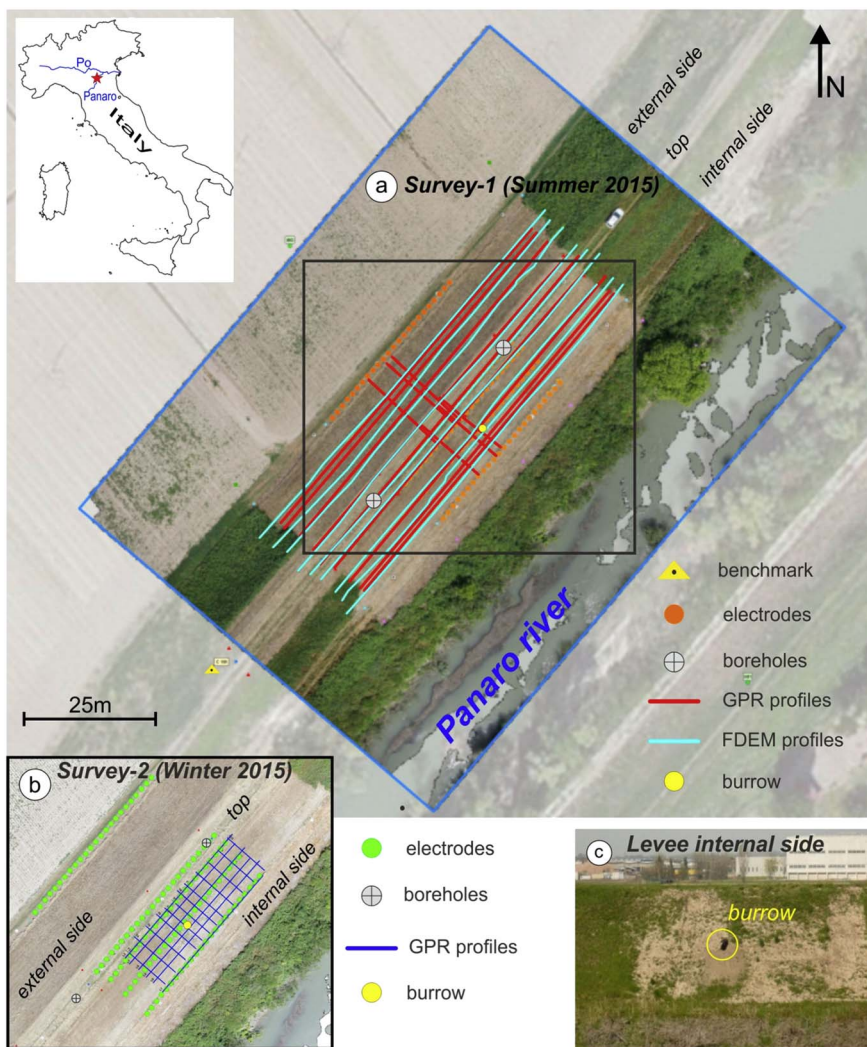 Po
Panaro
Italy
N
external side
top
internal side
a Survey-1 (Summer 2015)
Panaro river
benchmark
electrodes
boreholes
GPR profiles
FDEM profiles
burrow
25m
b Survey-2 (Winter 2015)
top
internal side
external side
electrodes
boreholes
GPR profiles
burrow
c Levee internal side
burrow